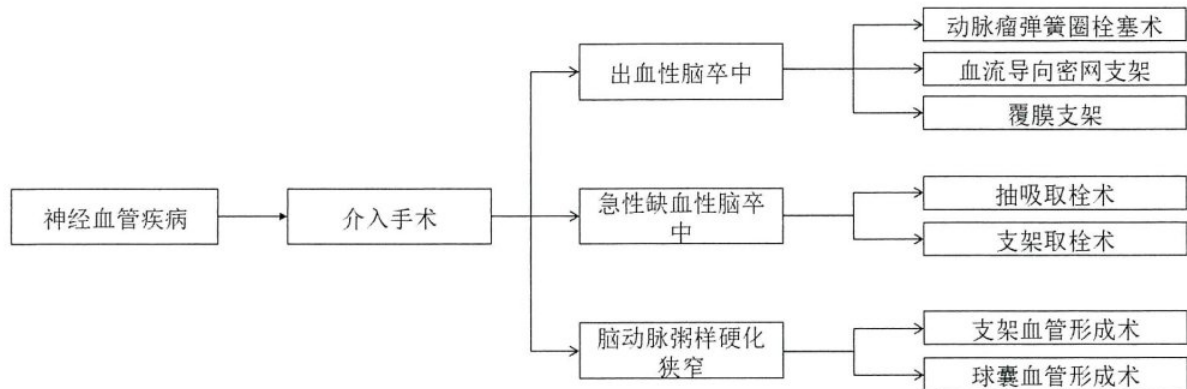 神经血管疾病
介入手术
出血性脑卒中
动脉瘤弹簧圈栓塞术
血流导向密网支架
覆膜支架
急性缺血性脑卒
中
抽吸取栓术
支架取栓术
脑动脉粥样硬化
狭窄
支架血管形成术
球囊血管形成术